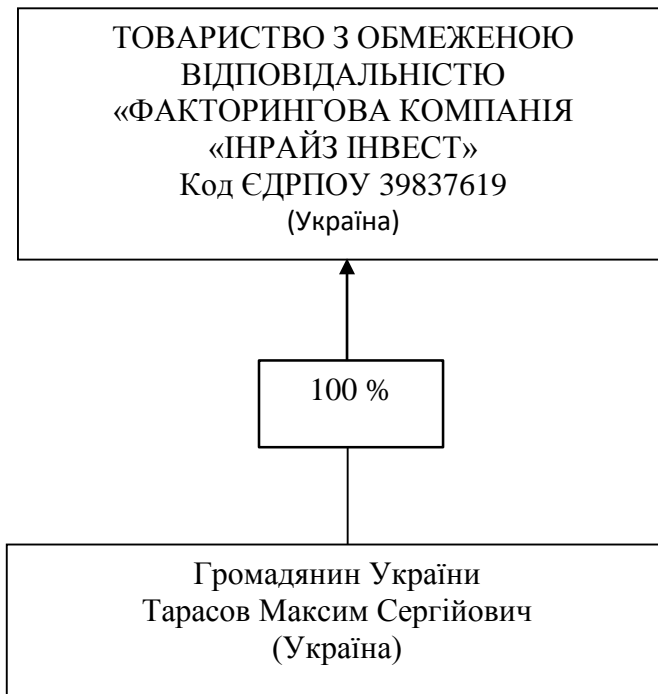 ТОВАРИСТВО З ОБМЕЖЕНОЮ
ВІДПОВІДАЛЬНІСТЮ
«ФАКТОРИНГОВА КОМПАНІЯ
«ІНРАЙЗ ІНВЕСТ»
Код ЄДРПОУ 39837619
(Україна)
100 %
Громадянин України
Тарасов Максим Сергійович
(Україна)